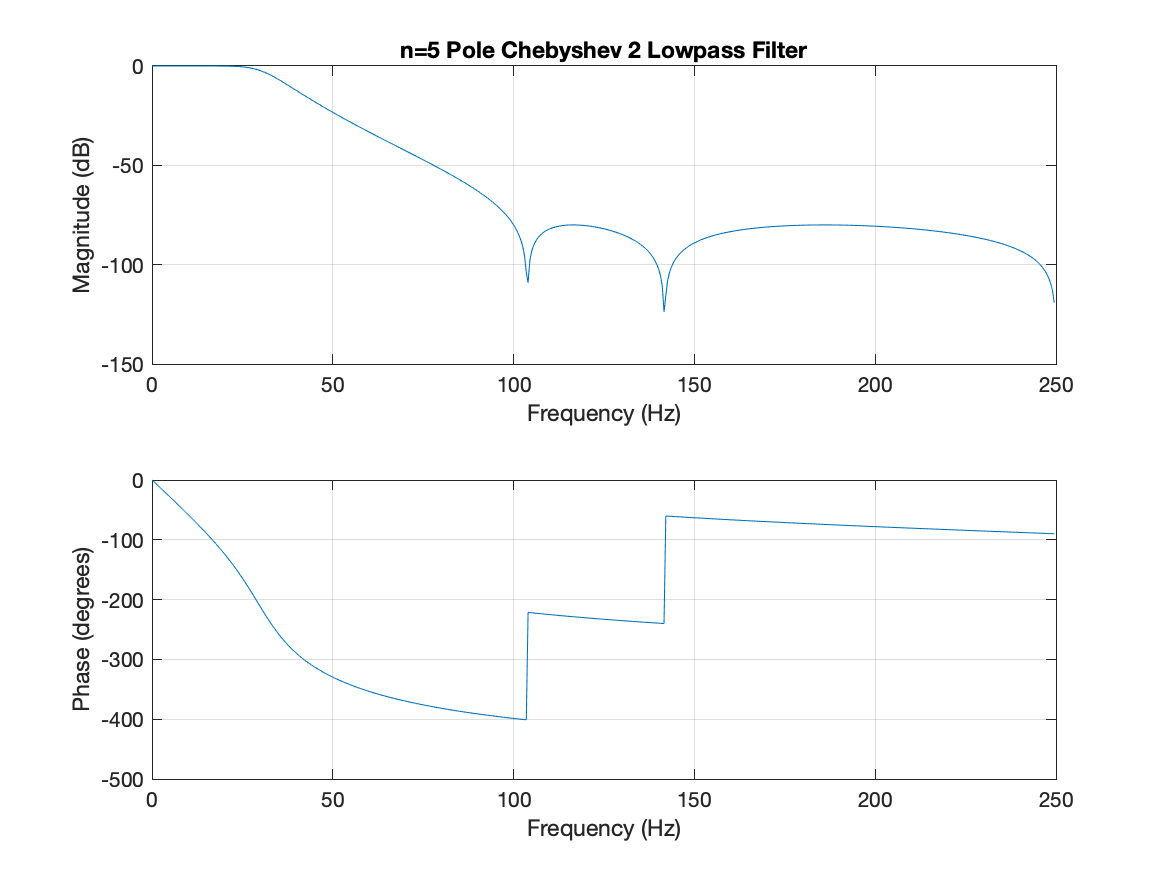 n=5 Pole Chebyshev 2 Lowpass Filter
0
-50
-100
-150
Magnitude (dB)
0 50 100 150 200 250
Frequency (Hz)
0
-100
-200
-300
-400
-500
Phase (degrees)
0 50 100 150 200 250
Frequency (Hz)